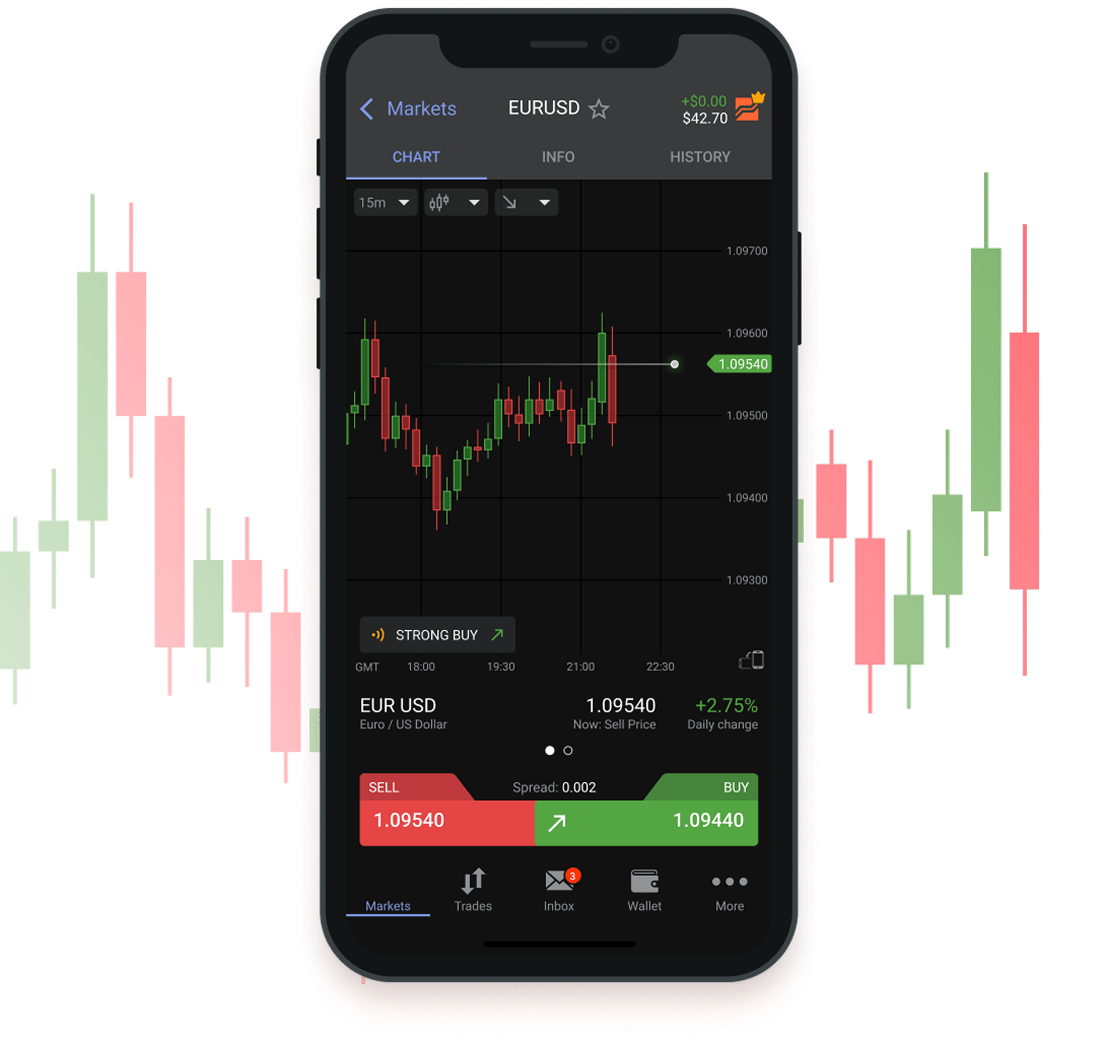 Markets
EURUSD
+$0.00
$42.70
CHART
INFO
HISTORY
15m
1.09700
1.09600
1.09540
1.09500
1.09400
1.09300
STRONG BUY
GMT 18:00 19:30 21:00 22:30
EUR USD 1.09540 +2.75%
Euro / US Dollar Now: Sell Price Daily change
SELL Spread: 0.002 BUY
1.09540 1.09440
3
Markets Trades Inbox Wallet More